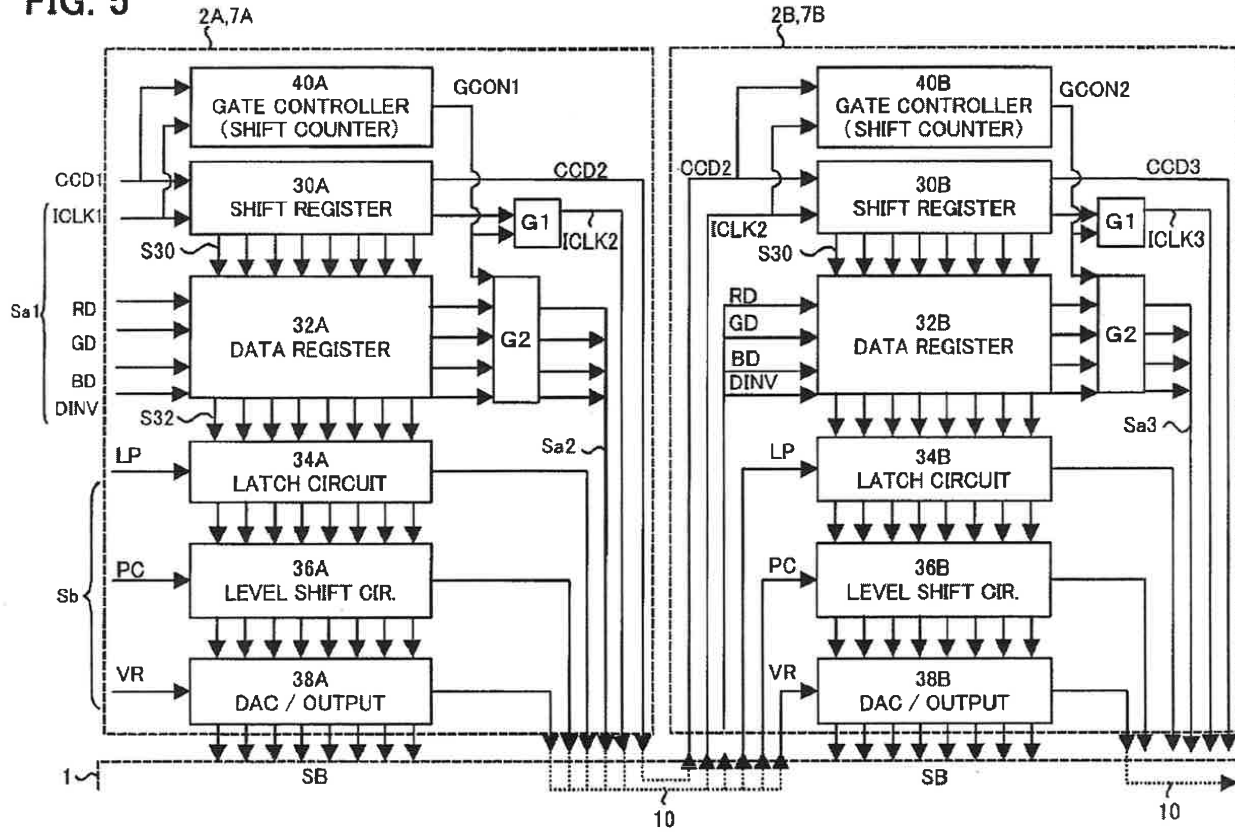 FIG. 5
2A,7A
2B,7B
40A
GATE CONTROLLER
(SHIFT COUNTER)
GCON1
40B
GATE CONTROLLER
(SHIFT COUNTER)
GCON2
CCD1
30A
SHIFT REGISTER
CCD2
CCD2
30B
SHIFT REGISTER
CCD3
ICLK1
G1
ICLK2
ICLK2
G1
ICLK3
S30
S30
Sa1
RD
GD
BD
DINV
32A
DATA REGISTER
G2
RD
GD
BD
DINV
32B
DATA REGISTER
G2
S32
Sa2
Sa3
LP
34A
LATCH CIRCUIT
LP
34B
LATCH CIRCUIT
Sb
PC
36A
LEVEL SHIFT CIR.
PC
36B
LEVEL SHIFT CIR.
VR
38A
DAC / OUTPUT
VR
38B
DAC / OUTPUT
1
SB
SB
10
10